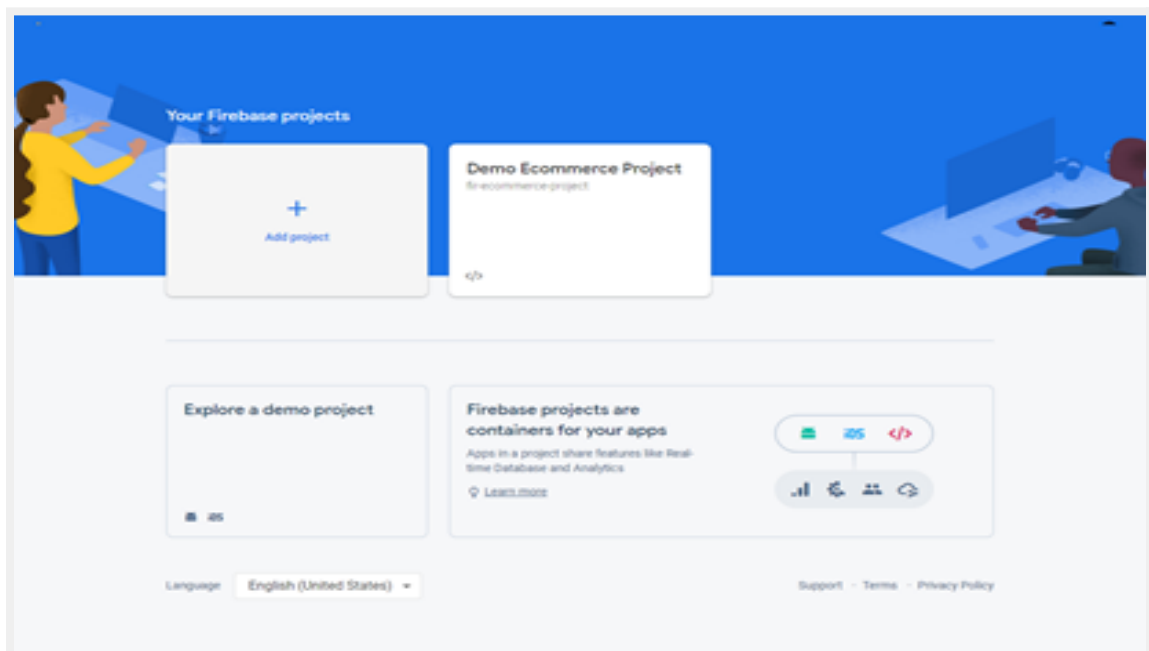 Your Firebase projects
+
Add project
Demo Ecommerce Project
fir-ecommerce-project
</>
Explore a demo project
iOS
Firebase projects are
containers for your apps
Apps in a project share features like Real-
time Database and Analytics
Learn more
iOS </>
Language English (United States)
Support · Terms · Privacy Policy